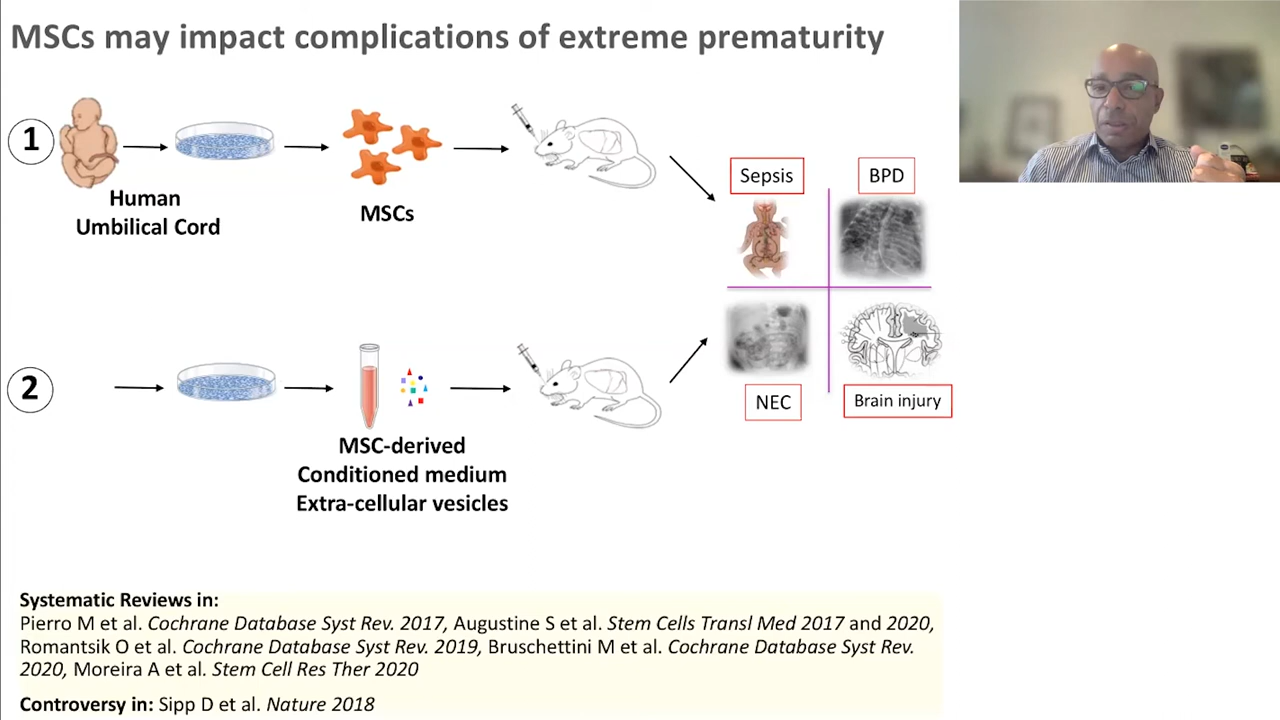 MSCs may impact complications of extreme prematurity
1
Human
Umbilical Cord
MSCs
Sepsis
BPD
2
MSC-derived
Conditioned medium
Extra-cellular vesicles
NEC
Brain injury
Systematic Reviews in:
Pierro M et al. Cochrane Database Syst Rev. 2017, Augustine S et al. Stem Cells Transl Med 2017 and 2020,
Romantsik O et al. Cochrane Database Syst Rev. 2019, Bruschettini M et al. Cochrane Database Syst Rev.
2020, Moreira A et al. Stem Cell Res Ther 2020
Controversy in: Sipp D et al. Nature 2018